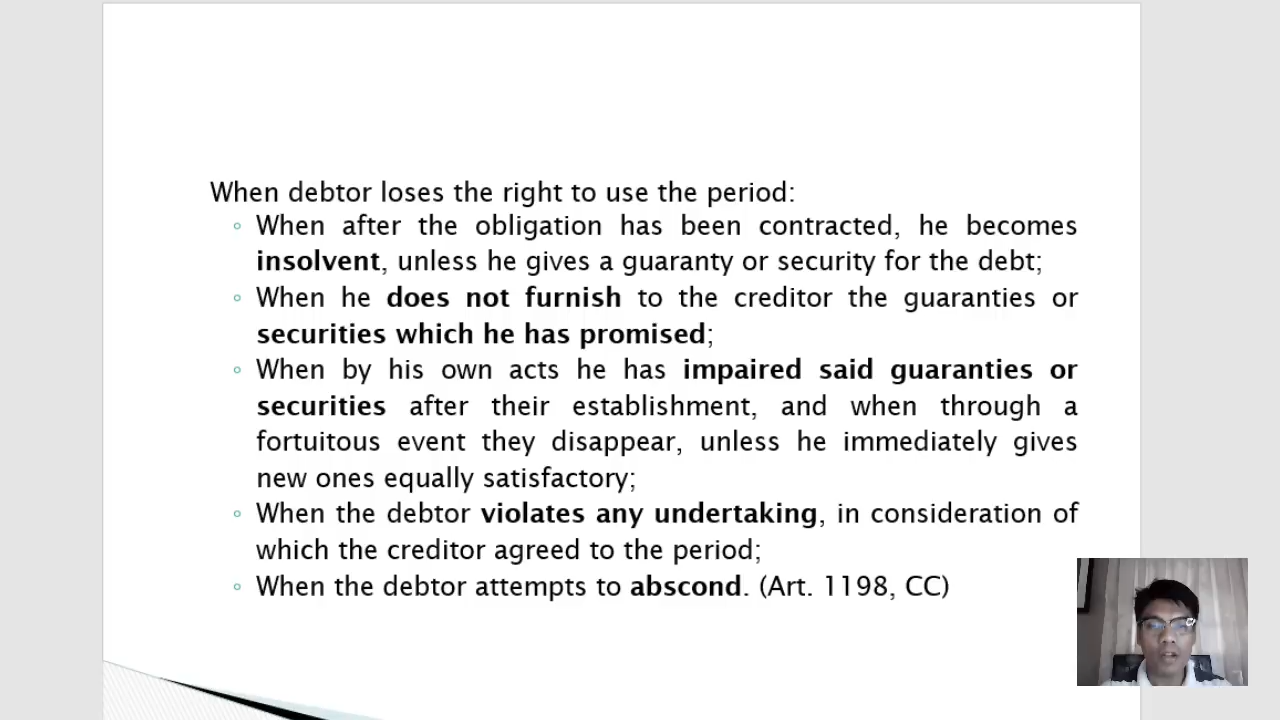 When debtor loses the right to use the period:
◦ When after the obligation has been contracted, he becomes
insolvent, unless he gives a guaranty or security for the debt;
◦ When he does not furnish to the creditor the guaranties or
securities which he has promised;
◦ When by his own acts he has impaired said guaranties or
securities after their establishment, and when through a
fortuitous event they disappear, unless he immediately gives
new ones equally satisfactory;
◦ When the debtor violates any undertaking, in consideration of
which the creditor agreed to the period;
◦ When the debtor attempts to abscond. (Art. 1198, CC)